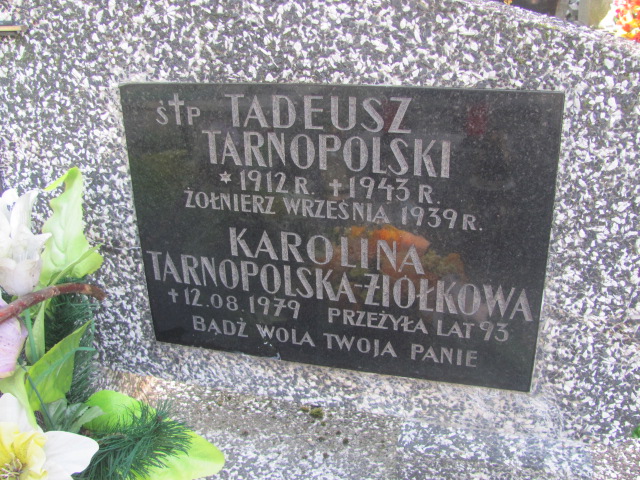 Ś†P TADEUSZ
TARNOPOLSKI
* 1912 R. † 1943 R.
ŻOŁNIERZ WRZEŚNIA 1939 R.
KAROLINA
TARNOPOLSKA-ZIÓŁKOWA
† 12.08.1979 PRZEŻYŁA LAT 93
BĄDŹ WOLA TWOJA PANIE